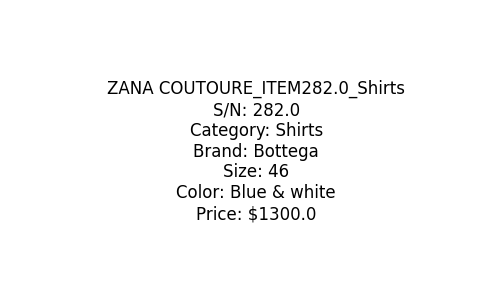 ZANA COUTOURE_ITEM282.0_Shirts
S/N: 282.0
Category: Shirts
Brand: Bottega
Size: 46
Color: Blue & white
Price: $1300.0